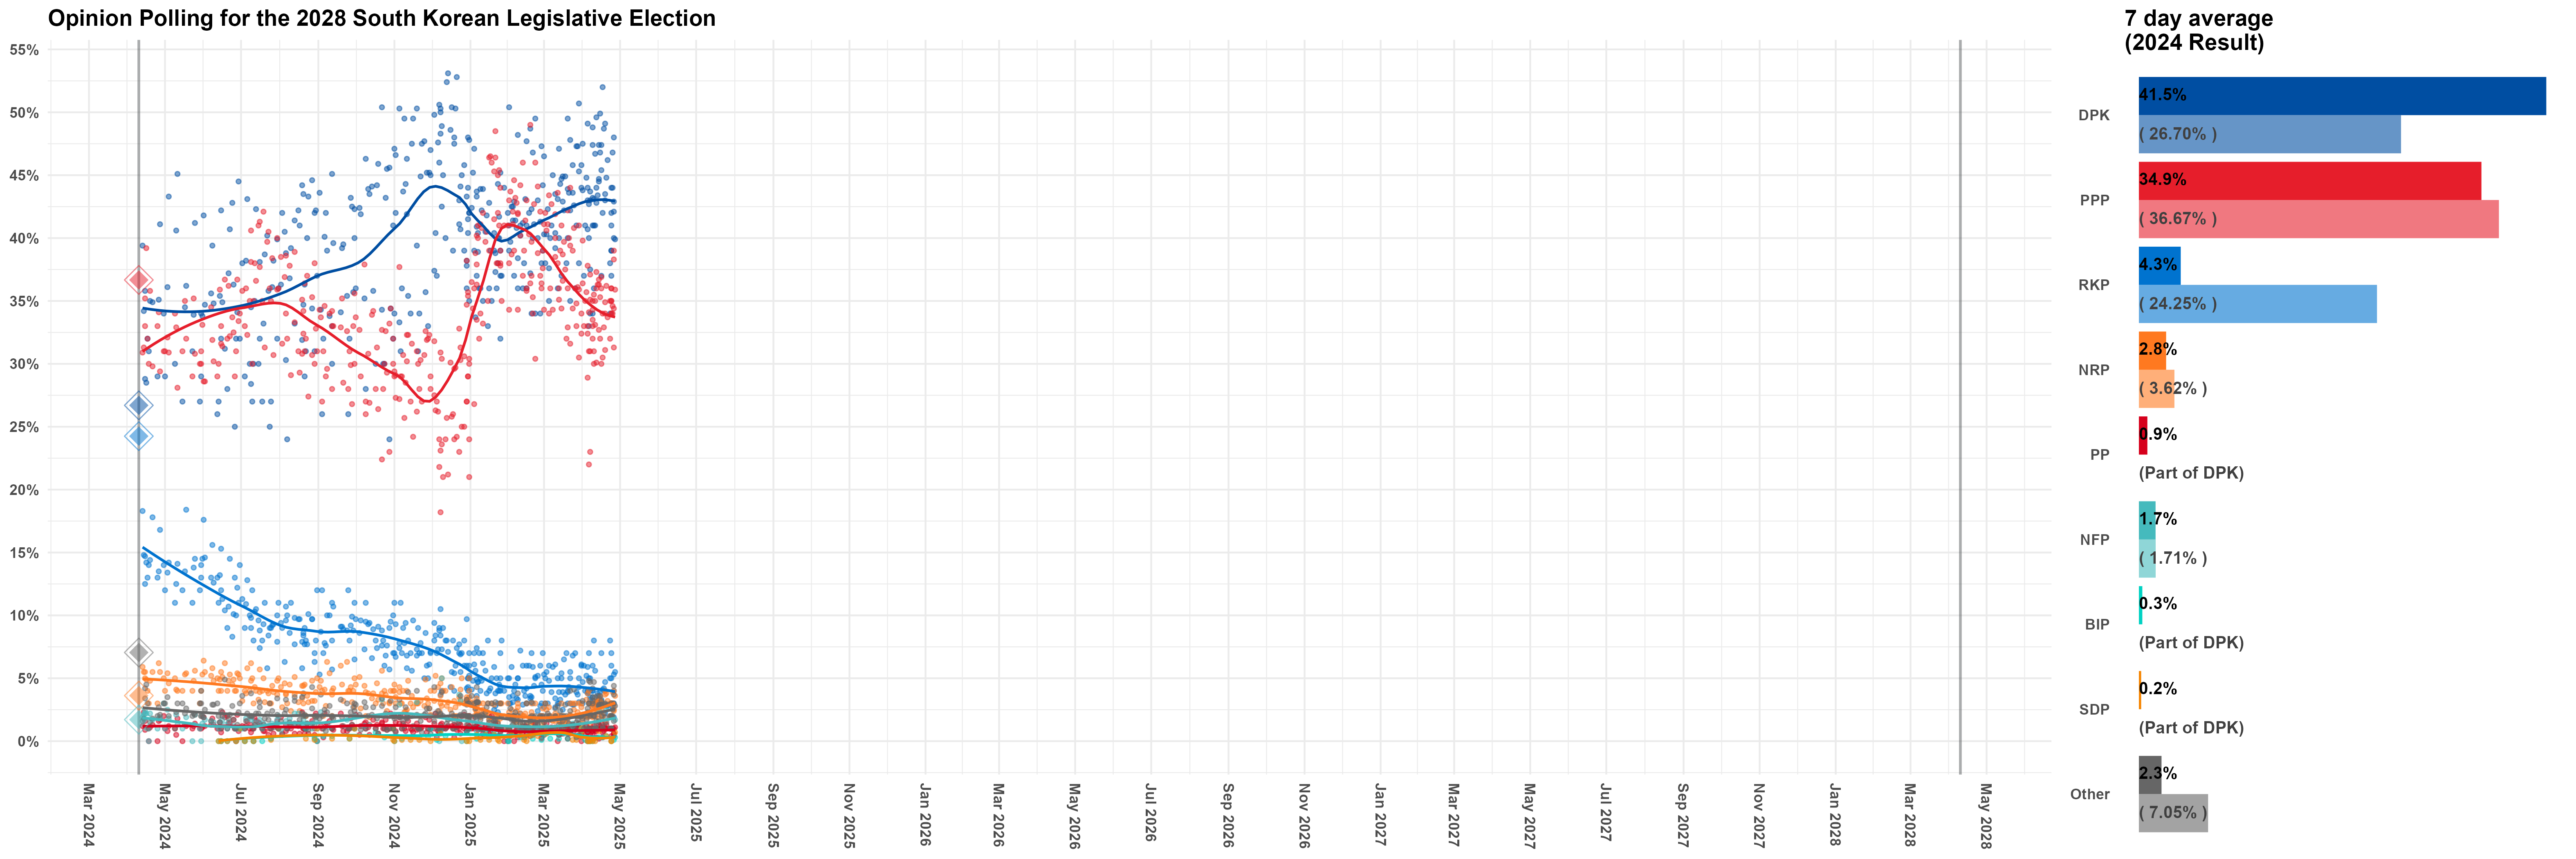 Opinion Polling for the 2028 South Korean Legislative Election
55%
50%
45%
40%
35%
30%
25%
20%
15%
10%
5%
0%
Mar 2024
May 2024
Jul 2024
Sep 2024
Nov 2024
Jan 2025
Mar 2025
May 2025
Jul 2025
Sep 2025
Nov 2025
Jan 2026
Mar 2026
May 2026
Jul 2026
Sep 2026
Nov 2026
Jan 2027
Mar 2027
May 2027
Jul 2027
Sep 2027
Nov 2027
Jan 2028
Mar 2028
May 2028
7 day average
(2024 Result)
DPK
41.5%
( 26.70% )
PPP
34.9%
( 36.67% )
RKP
4.3%
( 24.25% )
NRP
2.8%
( 3.62% )
PP
0.9%
(Part of DPK)
NFP
1.7%
( 1.71% )
BIP
0.3%
(Part of DPK)
SDP
0.2%
(Part of DPK)
Other
2.3%
( 7.05% )